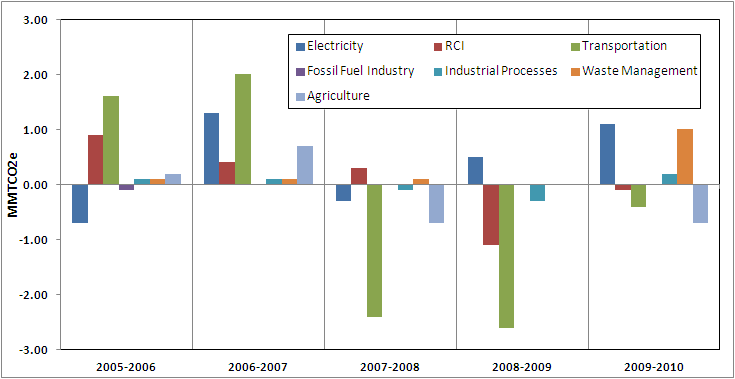 3.00
2.00
1.00
0.00
-1.00
-2.00
-3.00
MMTCO2e
Electricity RCI Transportation
Fossil Fuel Industry Industrial Processes Waste Management
Agriculture
2005-2006 2006-2007 2007-2008 2008-2009 2009-2010